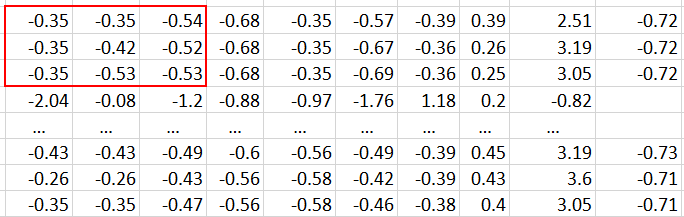 -0.35 -0.35 -0.54 -0.68 -0.35 -0.57 -0.39 0.39 2.51 -0.72
-0.35 -0.42 -0.52 -0.68 -0.35 -0.67 -0.36 0.26 3.19 -0.72
-0.35 -0.53 -0.53 -0.68 -0.35 -0.69 -0.36 0.25 3.05 -0.72
-2.04 -0.08 -1.2 -0.88 -0.97 -1.76 1.18 0.2 -0.82
... ... ... ... ... ... ... ... ...
-0.43 -0.43 -0.49 -0.6 -0.56 -0.49 -0.39 0.45 3.19 -0.73
-0.26 -0.26 -0.43 -0.56 -0.58 -0.42 -0.39 0.43 3.6 -0.71
-0.35 -0.35 -0.47 -0.56 -0.58 -0.46 -0.38 0.4 3.05 -0.71